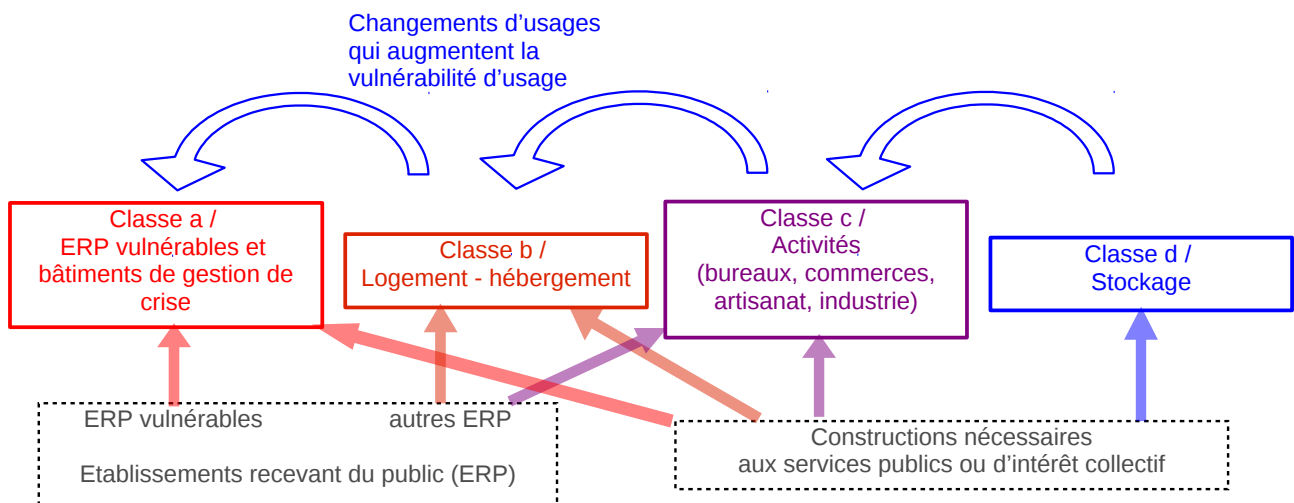 Changements d’usages
qui augmentent la
vulnérabilité d’usage
Classe a /
ERP vulnérables et
bâtiments de gestion de
crise
Classe b /
Logement - hébergement
Classe c /
Activités
(bureaux, commerces,
artisanat, industrie)
Classe d /
Stockage
ERP vulnérables
autres ERP
Etablissements recevant du public (ERP)
Constructions nécessaires
aux services publics ou d’intérêt collectif